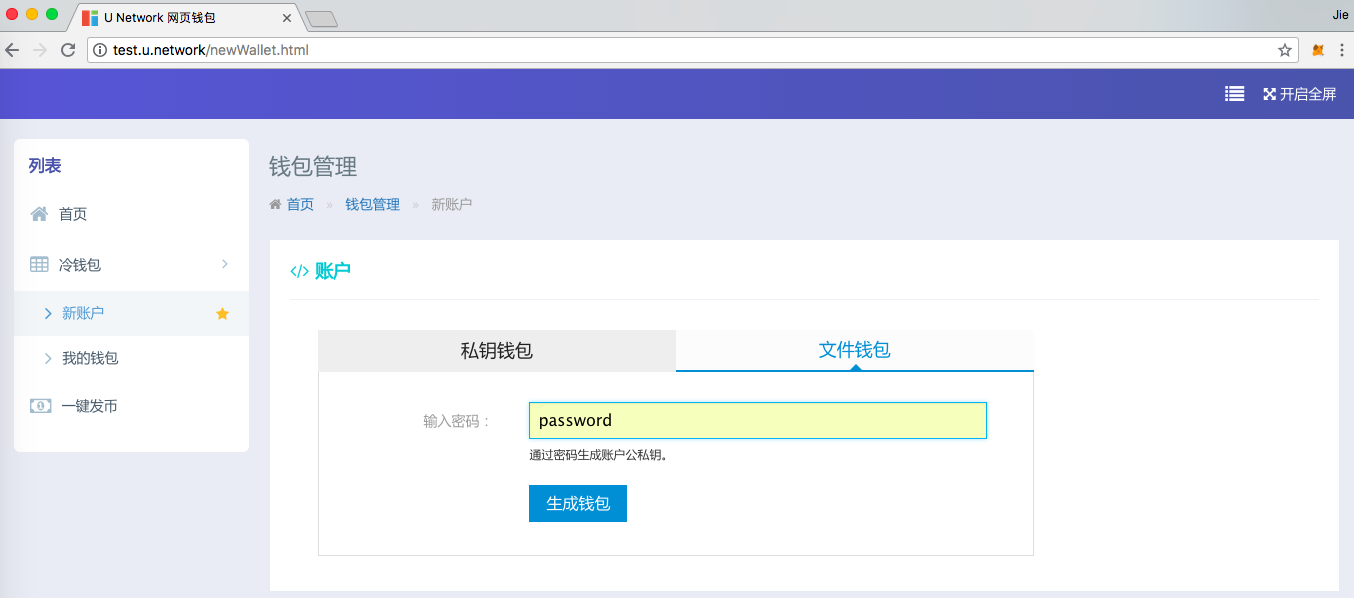 U Network 网页钱包
Jie
test.u.network/newWallet.html
开启全屏
列表
首页
冷钱包
新账户
我的钱包
一键发币
钱包管理
首页 » 钱包管理 » 新账户
</> 账户
私钥钱包
文件钱包
输入密码：
password
通过密码生成账户公私钥。
生成钱包